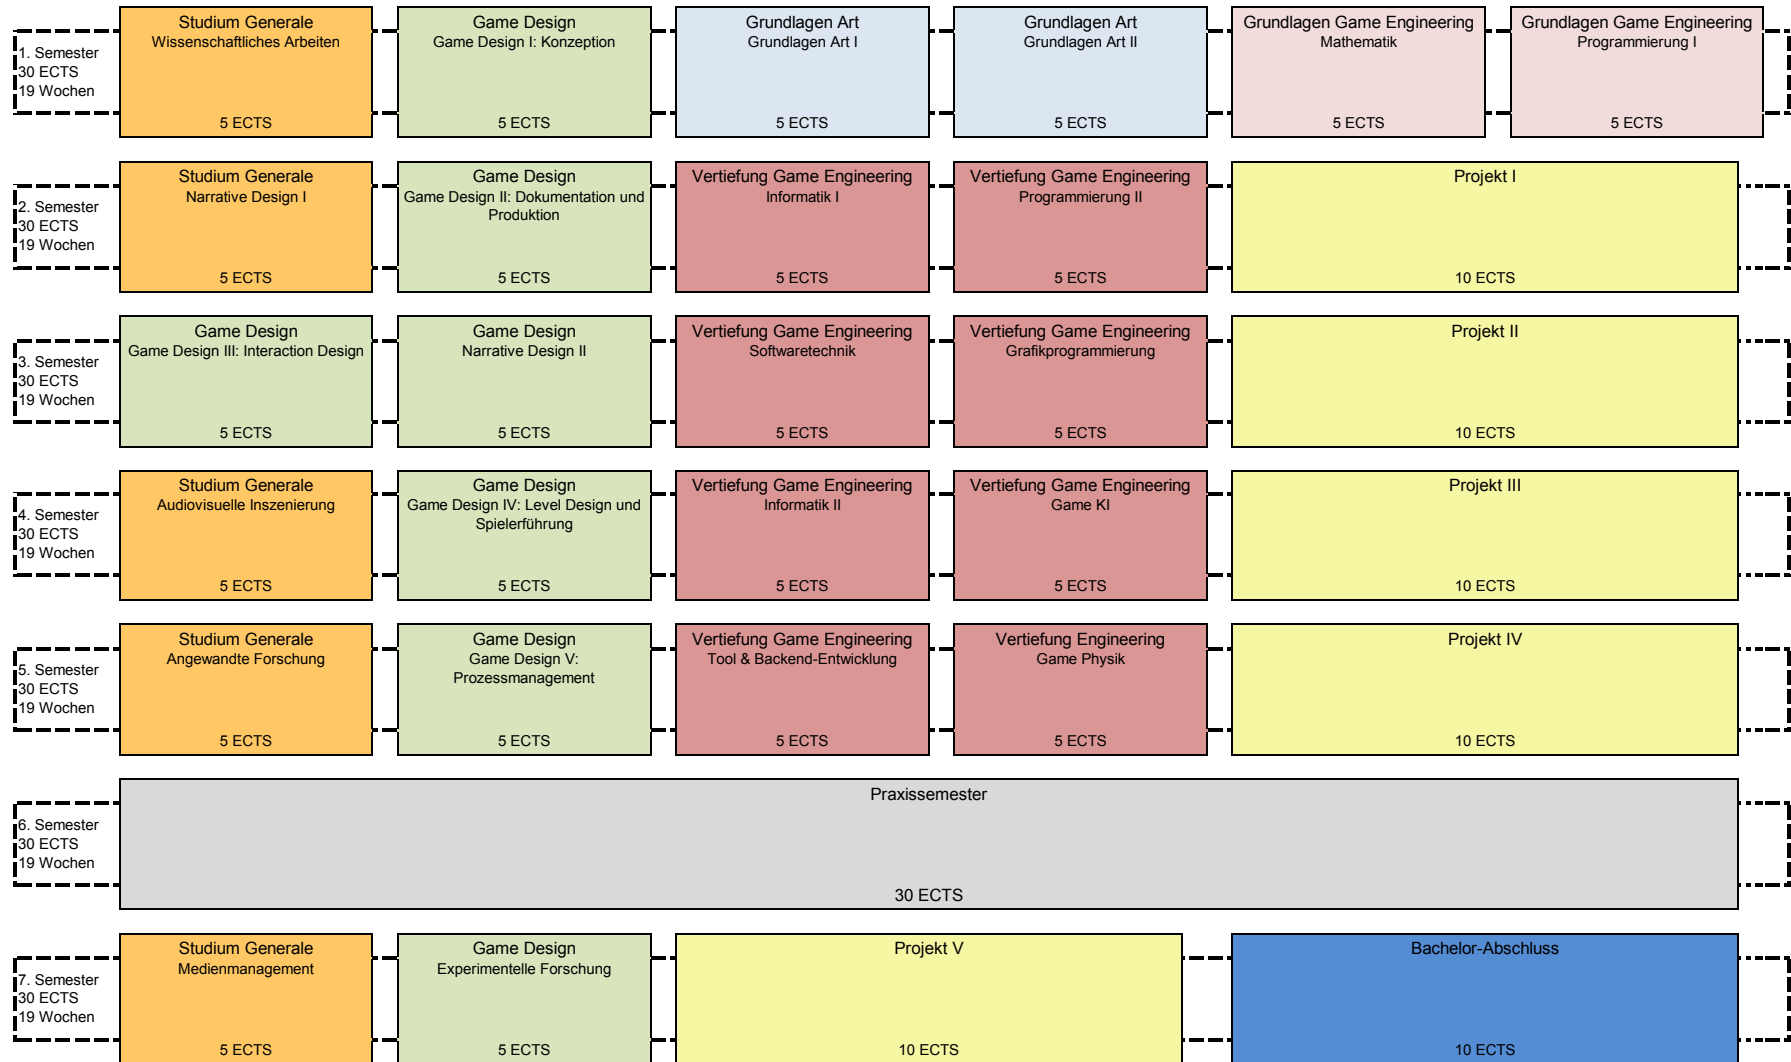 1. Semester
30 ECTS
19 Wochen
Studium Generale
Wissenschaftliches Arbeiten
5 ECTS
Game Design
Game Design I: Konzeption
5 ECTS
Grundlagen Art
Grundlagen Art I
5 ECTS
Grundlagen Art
Grundlagen Art II
5 ECTS
Grundlagen Game Engineering
Mathematik
5 ECTS
Grundlagen Game Engineering
Programmierung I
5 ECTS
2. Semester
30 ECTS
19 Wochen
Studium Generale
Narrative Design I
5 ECTS
Game Design
Game Design II: Dokumentation und
Produktion
5 ECTS
Vertiefung Game Engineering
Informatik I
5 ECTS
Vertiefung Game Engineering
Programmierung II
5 ECTS
Projekt I
10 ECTS
3. Semester
30 ECTS
19 Wochen
Game Design
Game Design III: Interaction Design
5 ECTS
Game Design
Narrative Design II
5 ECTS
Vertiefung Game Engineering
Softwaretechnik
5 ECTS
Vertiefung Game Engineering
Grafikprogrammierung
5 ECTS
Projekt II
10 ECTS
4. Semester
30 ECTS
19 Wochen
Studium Generale
Audiovisuelle Inszenierung
5 ECTS
Game Design
Game Design IV: Level Design und
Spielerführung
5 ECTS
Vertiefung Game Engineering
Informatik II
5 ECTS
Vertiefung Game Engineering
Game KI
5 ECTS
Projekt III
10 ECTS
5. Semester
30 ECTS
19 Wochen
Studium Generale
Angewandte Forschung
5 ECTS
Game Design
Game Design V:
Prozessmanagement
5 ECTS
Vertiefung Game Engineering
Tool & Backend-Entwicklung
5 ECTS
Vertiefung Engineering
Game Physik
5 ECTS
Projekt IV
10 ECTS
6. Semester
30 ECTS
19 Wochen
Praxissemester
30 ECTS
7. Semester
30 ECTS
19 Wochen
Studium Generale
Medienmanagement
5 ECTS
Game Design
Experimentelle Forschung
5 ECTS
Projekt V
10 ECTS
Bachelor-Abschluss
10 ECTS